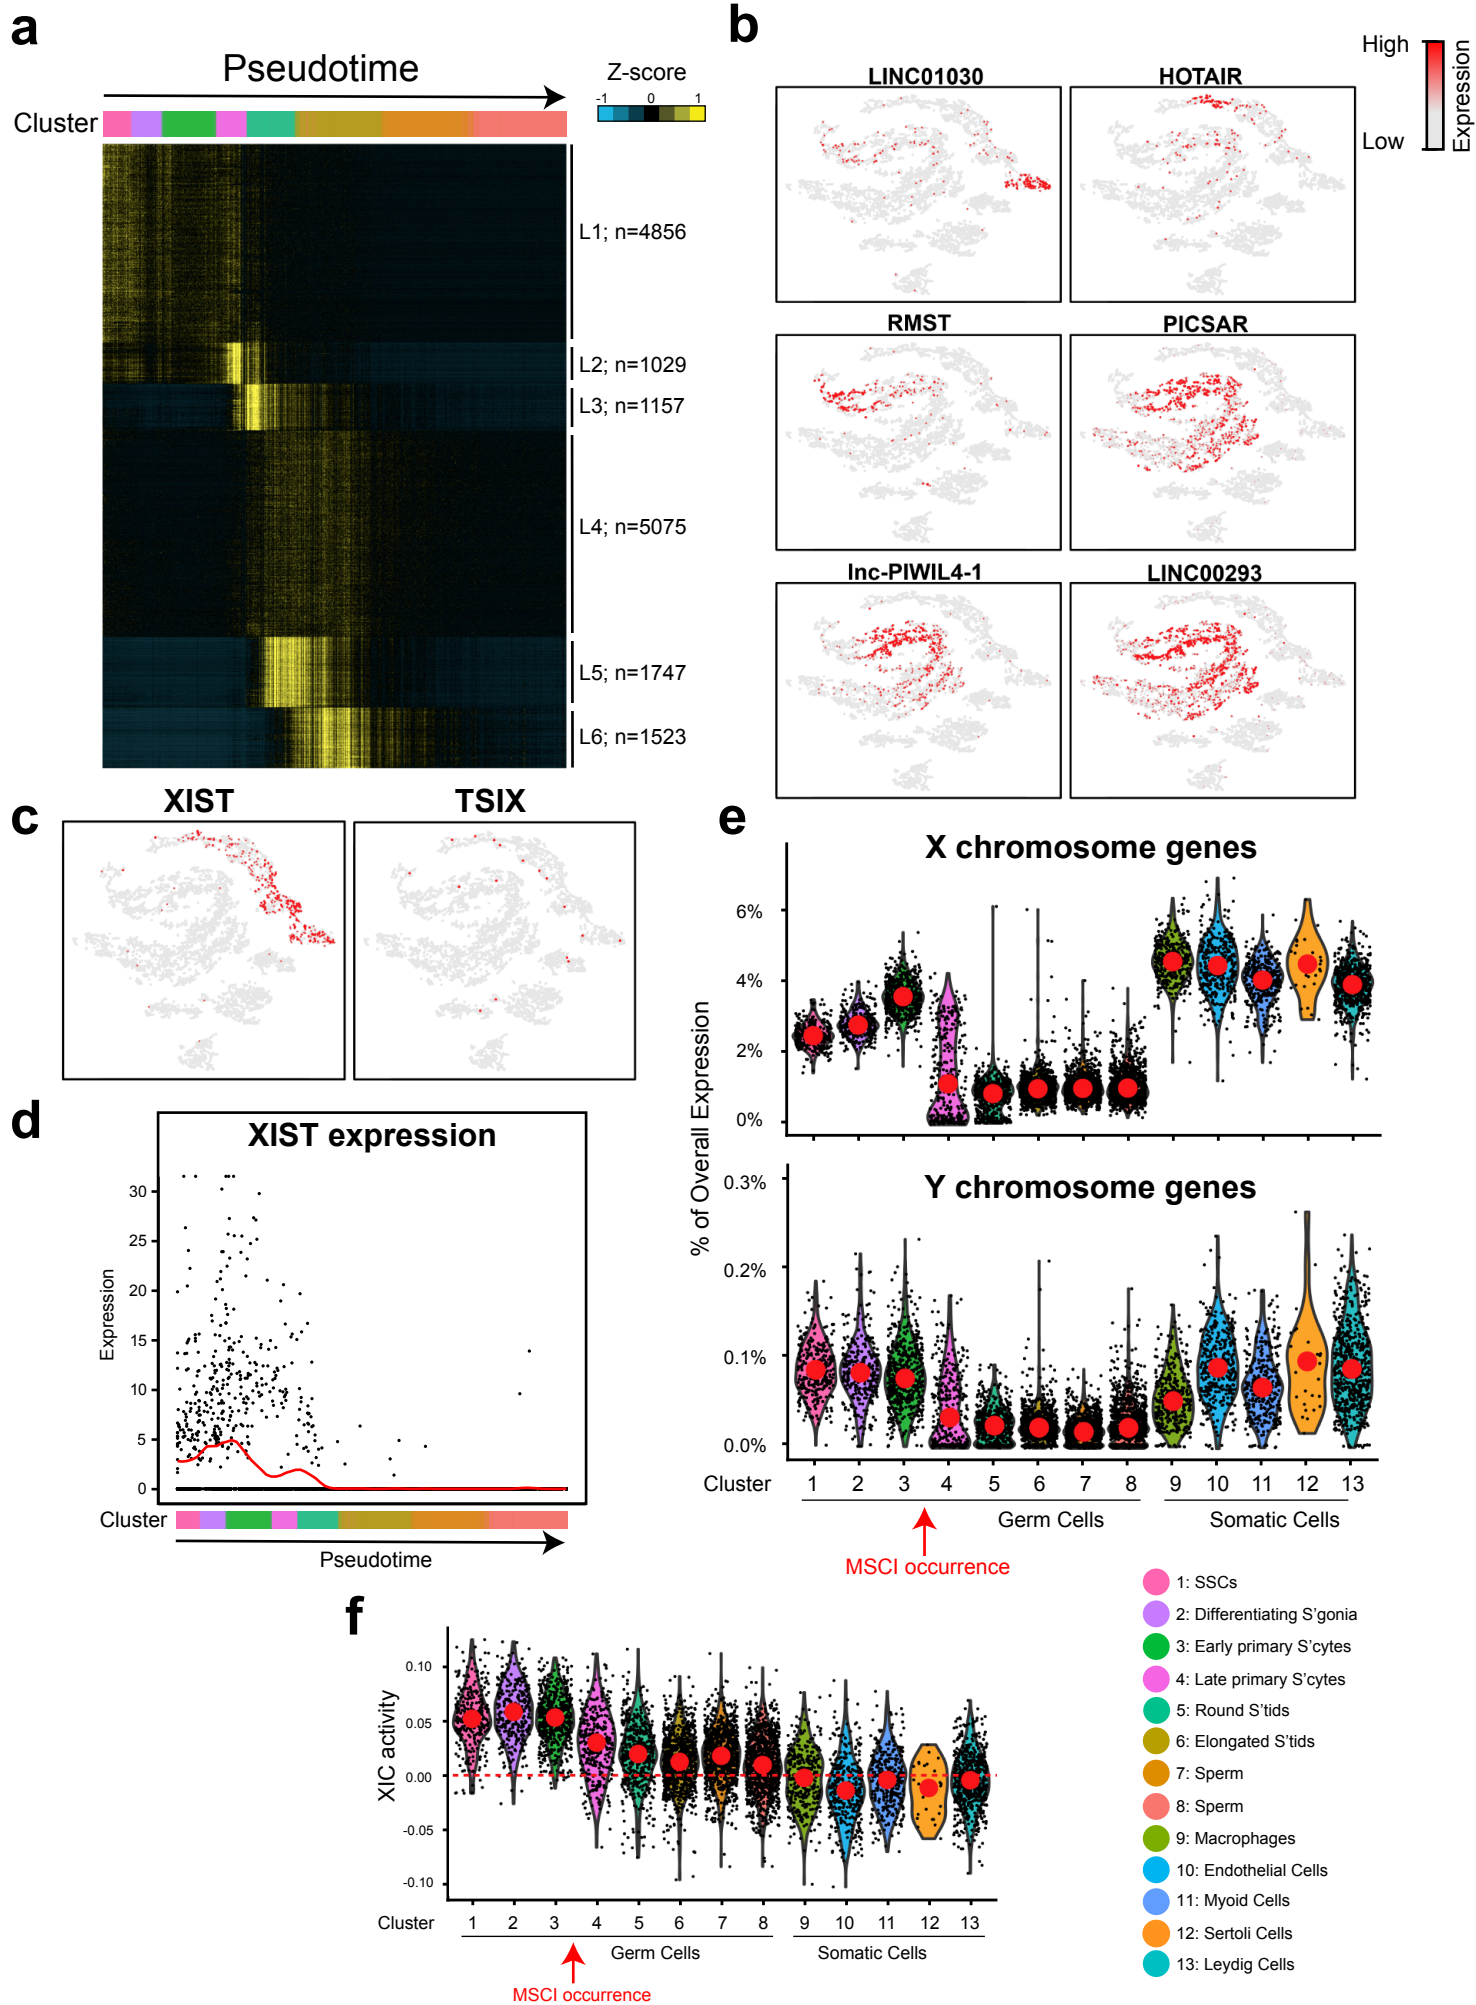 a
Pseudotime
Cluster
Z-score
-1 0 1
L1; n=4856
L2; n=1029
L3; n=1157
L4; n=5075
L5; n=1747
L6; n=1523
b
LINC01030
HOTAIR
High
Low
Expression
RMST
PICSAR
lnc-PIWIL4-1
LINC00293
c
XIST
TSIX
d
XIST expression
Expression
30
25
20
15
10
5
0
Cluster
Pseudotime
e
X chromosome genes
6%
4%
2%
0%
% of Overall Expression
Y chromosome genes
0.3%
0.2%
0.1%
0.0%
Cluster 1 2 3 4 5 6 7 8 9 10 11 12 13
Germ Cells Somatic Cells
MSCI occurrence
f
XIC activity
0.10
0.05
0.00
-0.05
-0.10
Cluster 1 2 3 4 5 6 7 8 9 10 11 12 13
Germ Cells Somatic Cells
MSCI occurrence
1: SSCs
2: Differentiating S'gonia
3: Early primary S'cytes
4: Late primary S'cytes
5: Round S'tids
6: Elongated S'tids
7: Sperm
8: Sperm
9: Macrophages
10: Endothelial Cells
11: Myoid Cells
12: Sertoli Cells
13: Leydig Cells